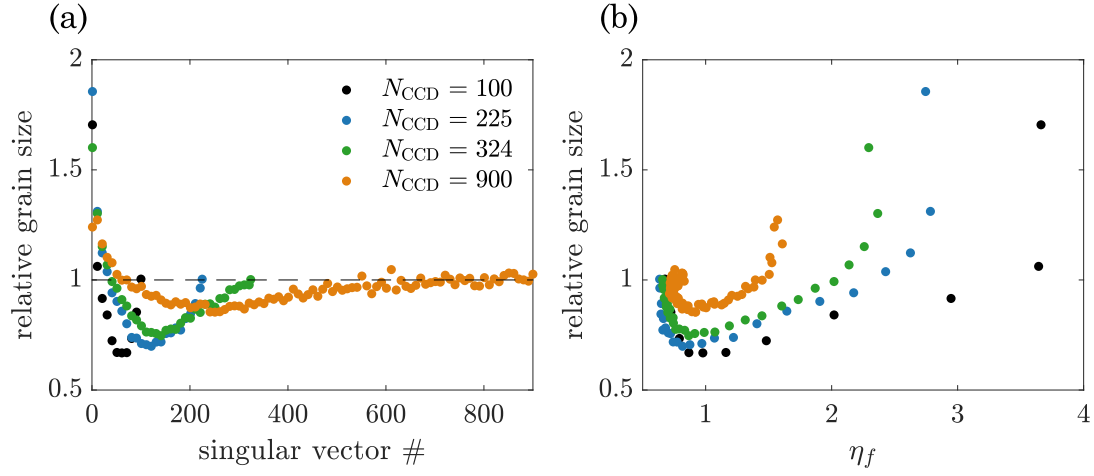 (a)
relative grain size
2
1.5
1
0.5
0
200
400
600
800
singular vector #
N_CCD = 100
N_CCD = 225
N_CCD = 324
N_CCD = 900
(b)
relative grain size
2
1.5
1
0.5
1
2
3
4
η_f